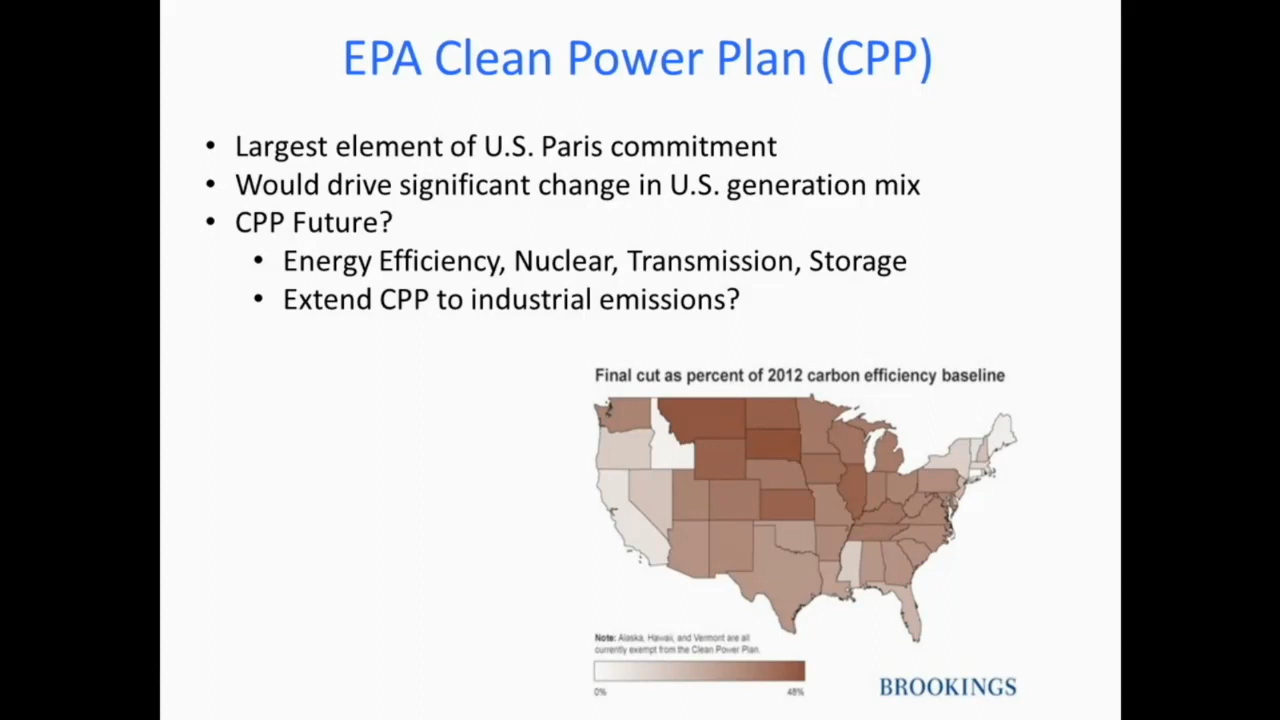 EPA Clean Power Plan (CPP)
• Largest element of U.S. Paris commitment
• Would drive significant change in U.S. generation mix
• CPP Future?
• Energy Efficiency, Nuclear, Transmission, Storage
• Extend CPP to industrial emissions?
Final cut as percent of 2012 carbon efficiency baseline
Note: Alaska, Hawaii, and Vermont are all
currently exempt from the Clean Power Plan.
0% 48%
BROOKINGS